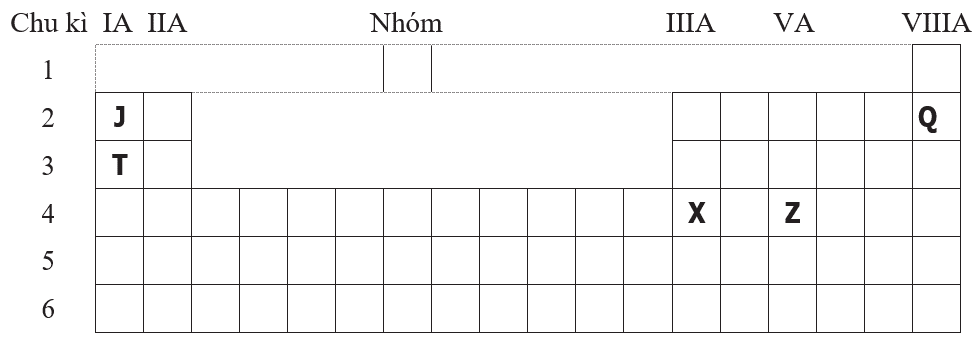 Chu kì IA IIA Nhóm IIIA VA VIIIA
1
2 J Q
3 T
4 X Z
5
6